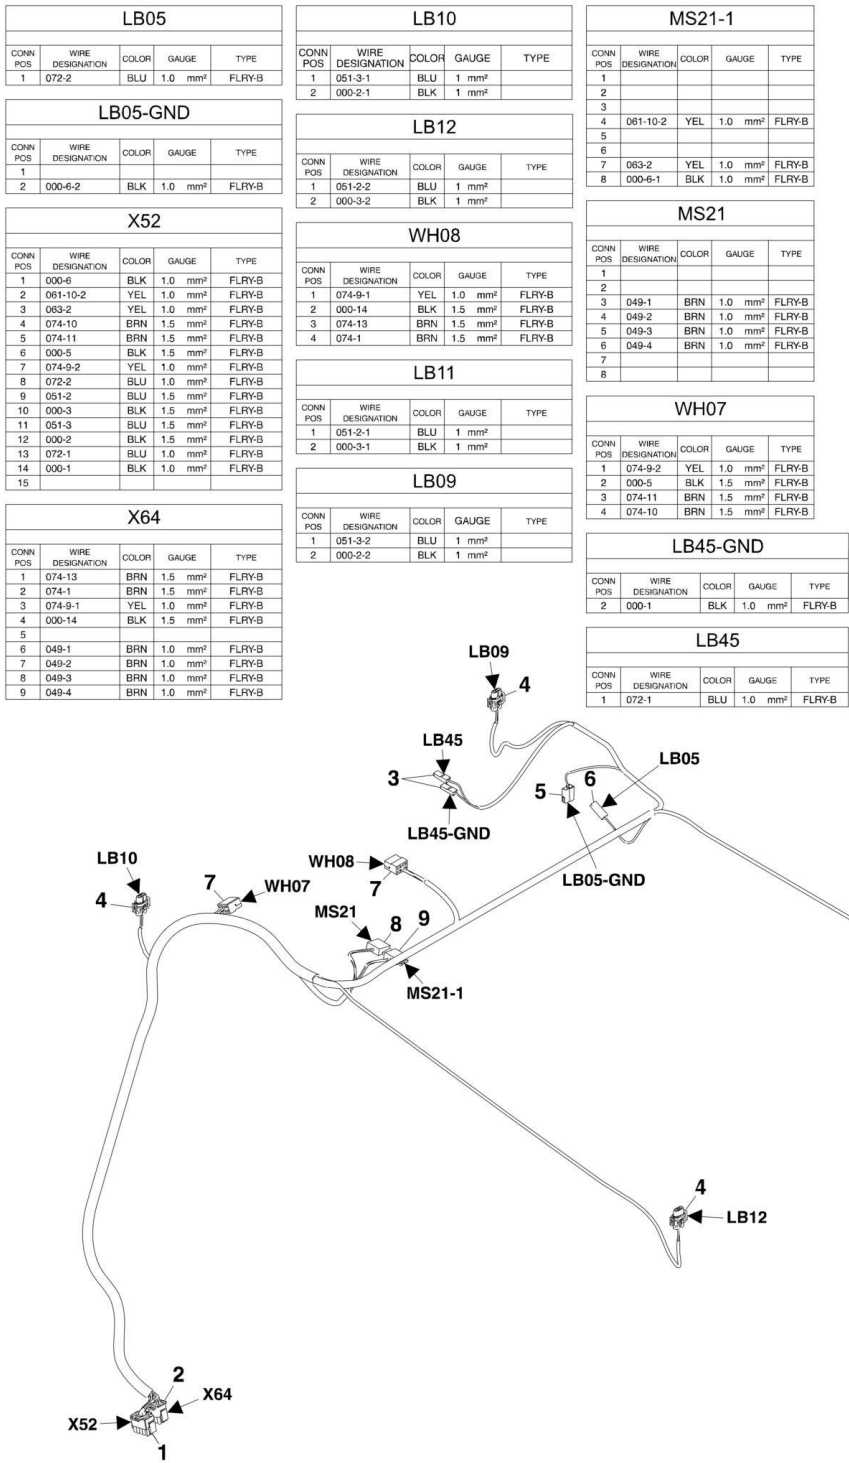 LB05
CONN POS WIRE DESIGNATION COLOR GAUGE TYPE
1 072-2 BLU 1.0 mm² FLRY-B
LB05-GND
CONN POS WIRE DESIGNATION COLOR GAUGE TYPE
1
2 000-6-2 BLK 1.0 mm² FLRY-B
X52
CONN POS WIRE DESIGNATION COLOR GAUGE TYPE
1 000-6 BLK 1.0 mm² FLRY-B
2 061-10-2 YEL 1.0 mm² FLRY-B
3 063-2 YEL 1.0 mm² FLRY-B
4 074-10 BRN 1.5 mm² FLRY-B
5 074-11 BRN 1.5 mm² FLRY-B
6 000-5 BLK 1.5 mm² FLRY-B
7 074-9-2 YEL 1.0 mm² FLRY-B
8 072-2 BLU 1.0 mm² FLRY-B
9 051-2 BLU 1.5 mm² FLRY-B
10 000-3 BLK 1.5 mm² FLRY-B
11 051-3 BLU 1.5 mm² FLRY-B
12 000-2 BLK 1.5 mm² FLRY-B
13 072-1 BLU 1.0 mm² FLRY-B
14 000-1 BLK 1.0 mm² FLRY-B
15
X64
CONN POS WIRE DESIGNATION COLOR GAUGE TYPE
1 074-13 BRN 1.5 mm² FLRY-B
2 074-1 BRN 1.5 mm² FLRY-B
3 074-9-1 YEL 1.0 mm² FLRY-B
4 000-14 BLK 1.5 mm² FLRY-B
5
6 049-1 BRN 1.0 mm² FLRY-B
7 049-2 BRN 1.0 mm² FLRY-B
8 049-3 BRN 1.0 mm² FLRY-B
9 049-4 BRN 1.0 mm² FLRY-B
LB10
CONN POS WIRE DESIGNATION COLOR GAUGE TYPE
1 051-3-1 BLU 1 mm²
2 000-2-1 BLK 1 mm²
LB12
CONN POS WIRE DESIGNATION COLOR GAUGE TYPE
1 051-2-2 BLU 1 mm²
2 000-3-2 BLK 1 mm²
WH08
CONN POS WIRE DESIGNATION COLOR GAUGE TYPE
1 074-9-1 YEL 1.0 mm² FLRY-B
2 000-14 BLK 1.5 mm² FLRY-B
3 074-13 BRN 1.5 mm² FLRY-B
4 074-1 BRN 1.5 mm² FLRY-B
LB11
CONN POS WIRE DESIGNATION COLOR GAUGE TYPE
1 051-2-1 BLU 1 mm²
2 000-3-1 BLK 1 mm²
LB09
CONN POS WIRE DESIGNATION COLOR GAUGE TYPE
1 051-3-2 BLU 1 mm²
2 000-2-2 BLK 1 mm²
MS21-1
CONN POS WIRE DESIGNATION COLOR GAUGE TYPE
1
2
3
4 061-10-2 YEL 1.0 mm² FLRY-B
5
6
7 063-2 YEL 1.0 mm² FLRY-B
8 000-6-1 BLK 1.0 mm² FLRY-B
MS21
CONN POS WIRE DESIGNATION COLOR GAUGE TYPE
1
2
3 049-1 BRN 1.0 mm² FLRY-B
4 049-2 BRN 1.0 mm² FLRY-B
5 049-3 BRN 1.0 mm² FLRY-B
6 049-4 BRN 1.0 mm² FLRY-B
7
8
WH07
CONN POS WIRE DESIGNATION COLOR GAUGE TYPE
1 074-9-2 YEL 1.0 mm² FLRY-B
2 000-5 BLK 1.5 mm² FLRY-B
3 074-11 BRN 1.5 mm² FLRY-B
4 074-10 BRN 1.5 mm² FLRY-B
LB45-GND
CONN POS WIRE DESIGNATION COLOR GAUGE TYPE
2 000-1 BLK 1.0 mm² FLRY-B
LB45
CONN POS WIRE DESIGNATION COLOR GAUGE TYPE
1 072-1 BLU 1.0 mm² FLRY-B
LB09
4
LB45
3
LB45-GND
5
6
LB05
LB05-GND
LB10
4
7
WH07
WH08
7
MS21
8
9
MS21-1
4
LB12
2
X64
X52
1